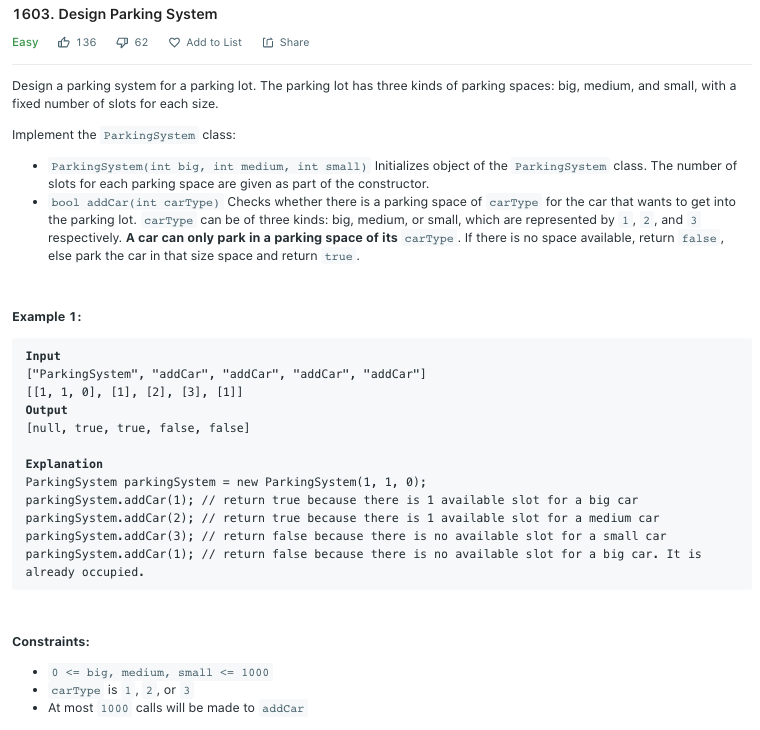 1603. Design Parking System
Easy 136 62 Add to List Share
Design a parking system for a parking lot. The parking lot has three kinds of parking spaces: big, medium, and small, with a
fixed number of slots for each size.
Implement the ParkingSystem class:
• ParkingSystem(int big, int medium, int small) Initializes object of the ParkingSystem class. The number of
slots for each parking space are given as part of the constructor.
• bool addCar(int carType) Checks whether there is a parking space of carType for the car that wants to get into
the parking lot. carType can be of three kinds: big, medium, or small, which are represented by 1, 2, and 3
respectively. A car can only park in a parking space of its carType. If there is no space available, return false,
else park the car in that size space and return true.
Example 1:
Input
["ParkingSystem", "addCar", "addCar", "addCar", "addCar"]
[[1, 1, 0], [1], [2], [3], [1]]
Output
[null, true, true, false, false]
Explanation
ParkingSystem parkingSystem = new ParkingSystem(1, 1, 0);
parkingSystem.addCar(1); // return true because there is 1 available slot for a big car
parkingSystem.addCar(2); // return true because there is 1 available slot for a medium car
parkingSystem.addCar(3); // return false because there is no available slot for a small car
parkingSystem.addCar(1); // return false because there is no available slot for a big car. It is
already occupied.
Constraints:
• 0 <= big, medium, small <= 1000
• carType is 1, 2, or 3
• At most 1000 calls will be made to addCar